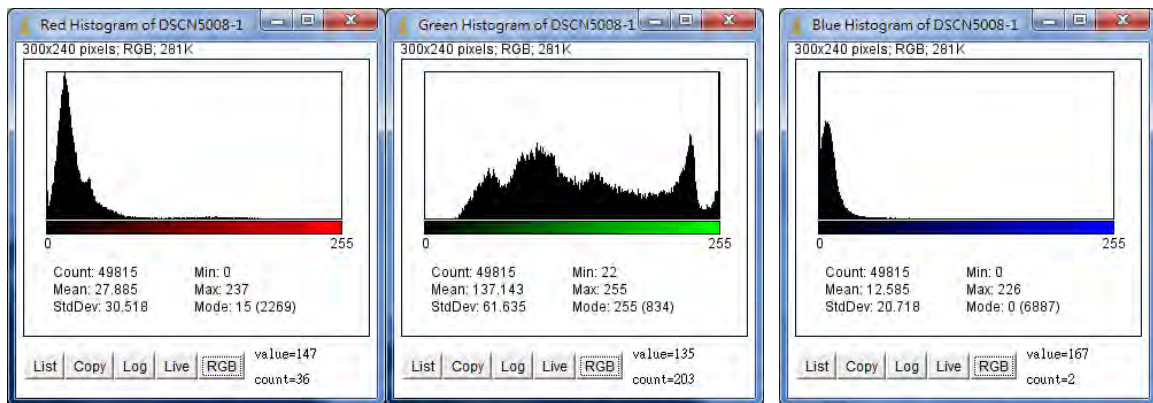 Red Histogram of DSCN5008-1
300x240 pixels; RGB; 281K
0 255
Count: 49815 Min: 0
Mean: 27.885 Max: 237
StdDev: 30.518 Mode: 15 (2269)
List Copy Log Live RGB
value=147
count=36
Green Histogram of DSCN5008-1
300x240 pixels; RGB; 281K
0 255
Count: 49815 Min: 22
Mean: 137.143 Max: 255
StdDev: 61.635 Mode: 255 (834)
List Copy Log Live RGB
value=135
count=203
Blue Histogram of DSCN5008-1
300x240 pixels; RGB; 281K
0 255
Count: 49815 Min: 0
Mean: 12.585 Max: 226
StdDev: 20.718 Mode: 0 (6887)
List Copy Log Live RGB
value=167
count=2